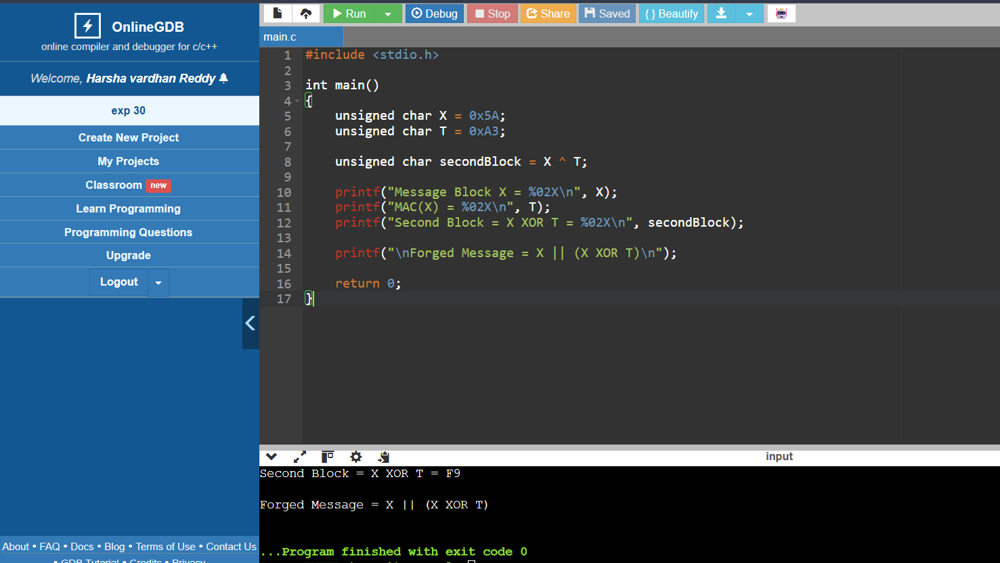 OnlineGDB
online compiler and debugger for c/c++
Welcome, Harsha vardhan Reddy
exp 30
Create New Project
My Projects
Classroom new
Learn Programming
Programming Questions
Upgrade
Logout
About • FAQ • Docs • Blog • Terms of Use • Contact Us
• GDB Tutorial • Credits • Privacy
Run Debug Stop Share Saved { } Beautify
main.c
1 #include <stdio.h>
2
3 int main()
4 {
5 unsigned char X = 0x5A;
6 unsigned char T = 0xA3;
7
8 unsigned char secondBlock = X ^ T;
9
10 printf("Message Block X = %02X\n", X);
11 printf("MAC(X) = %02X\n", T);
12 printf("Second Block = X XOR T = %02X\n", secondBlock);
13
14 printf("\nForged Message = X || (X XOR T)\n");
15
16 return 0;
17 }
input
Second Block = X XOR T = F9
Forged Message = X || (X XOR T)
...Program finished with exit code 0